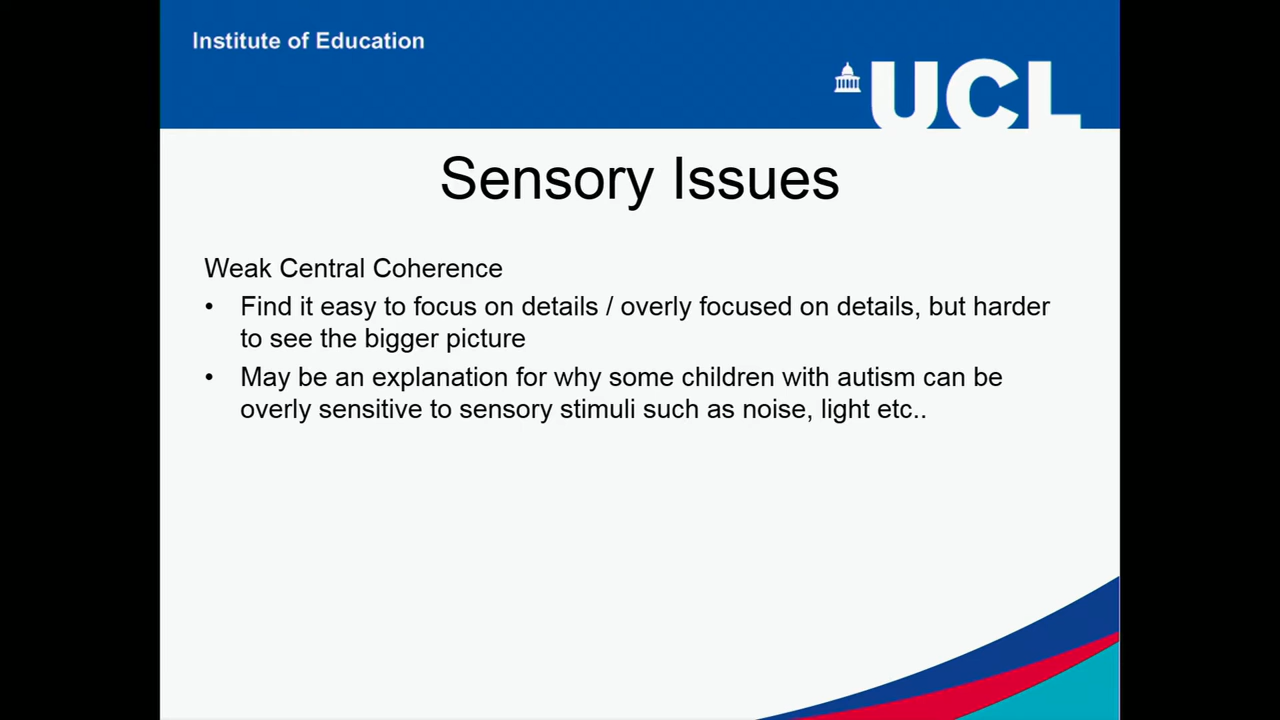 Institute of Education
UCL
Sensory Issues
Weak Central Coherence
• Find it easy to focus on details / overly focused on details, but harder
to see the bigger picture
• May be an explanation for why some children with autism can be
overly sensitive to sensory stimuli such as noise, light etc..